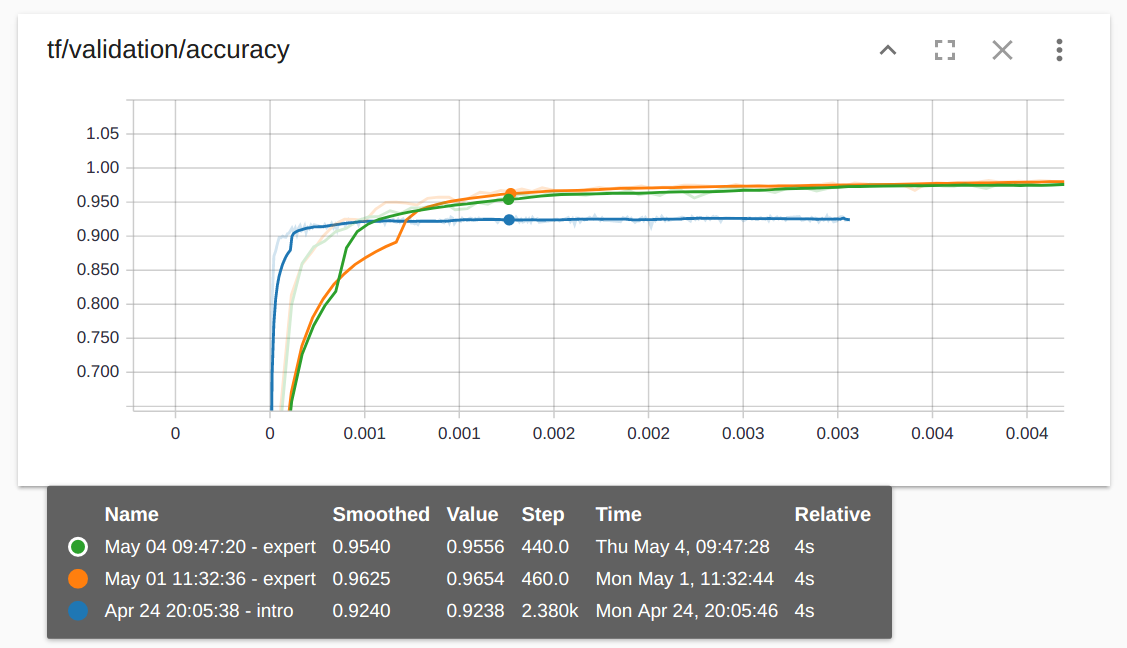 tf/validation/accuracy
1.05
1.00
0.950
0.900
0.850
0.800
0.750
0.700
0 0 0.001 0.001 0.002 0.002 0.003 0.003 0.004 0.004
Name Smoothed Value Step Time Relative
May 04 09:47:20 - expert 0.9540 0.9556 440.0 Thu May 4, 09:47:28 4s
May 01 11:32:36 - expert 0.9625 0.9654 460.0 Mon May 1, 11:32:44 4s
Apr 24 20:05:38 - intro 0.9240 0.9238 2.380k Mon Apr 24, 20:05:46 4s